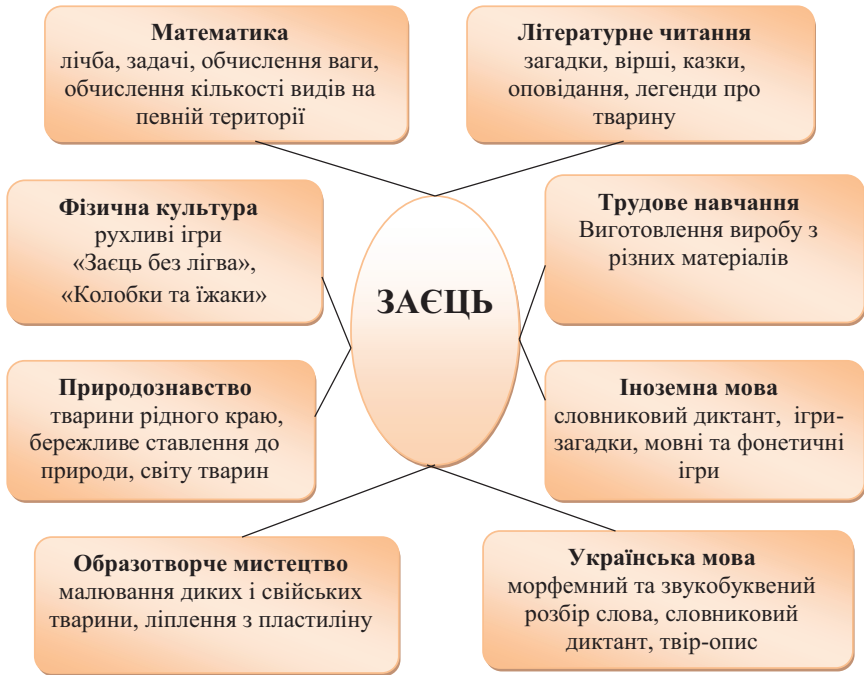 Математика
лічба, задачі, обчислення ваги,
обчислення кількості видів на
певній території
Літературне читання
загадки, вірші, казки,
оповідання, легенди про
тварину
Фізична культура
рухливі ігри
«Заєць без лігва»,
«Колобки та їжаки»
ЗАЄЦЬ
Трудове навчання
Виготовлення виробу з
різних матеріалів
Природознавство
тварини рідного краю,
бережливе ставлення до
природи, світу тварин
Іноземна мова
словниковий диктант, ігри-
загадки, мовні та фонетичні
ігри
Образотворче мистецтво
малювання диких і свійських
тварини, ліплення з пластиліну
Українська мова
морфемний та звукобуквений
розбір слова, словниковий
диктант, твір-опис